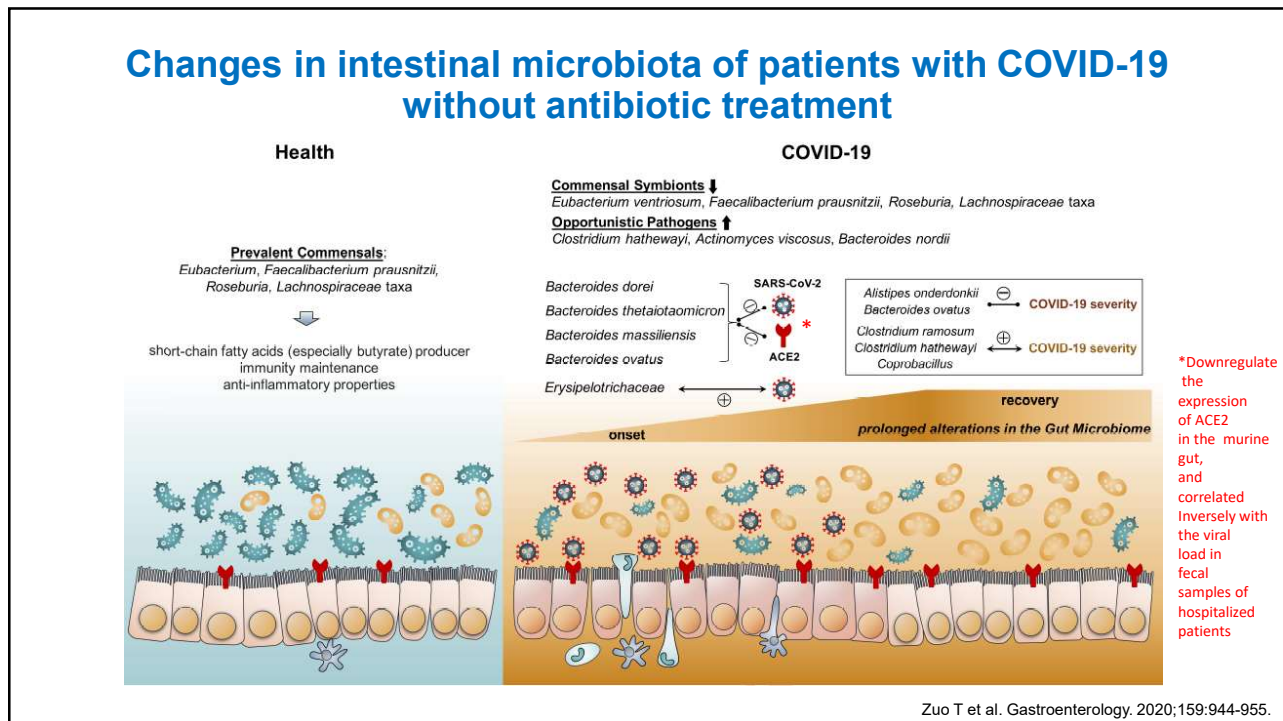 Changes in intestinal microbiota of patients with COVID-19
without antibiotic treatment
Health
Prevalent Commensals:
Eubacterium, Faecalibacterium prausnitzii,
Roseburia, Lachnospiraceae taxa
short-chain fatty acids (especially butyrate) producer
immunity maintenance
anti-inflammatory properties
COVID-19
Commensal Symbionts ⬇
Eubacterium ventriosum, Faecalibacterium prausnitzii, Roseburia, Lachnospiraceae taxa
Opportunistic Pathogens ⬆
Clostridium hathewayi, Actinomyces viscosus, Bacteroides nordii
Bacteroides dorei
Bacteroides thetaiotaomicron
Bacteroides massiliensis
Bacteroides ovatus
SARS-CoV-2
*
ACE2
Erysipelotrichaceae
Alistipes onderdonkii
Bacteroides ovatus
COVID-19 severity
Clostridium ramosum
Clostridium hathewayi
Coprobacillus
COVID-19 severity
onset
recovery
prolonged alterations in the Gut Microbiome
*Downregulate
the
expression
of ACE2
in the murine
gut,
and
correlated
Inversely with
the viral
load in
fecal
samples of
hospitalized
patients
Zuo T et al. Gastroenterology. 2020;159:944-955.